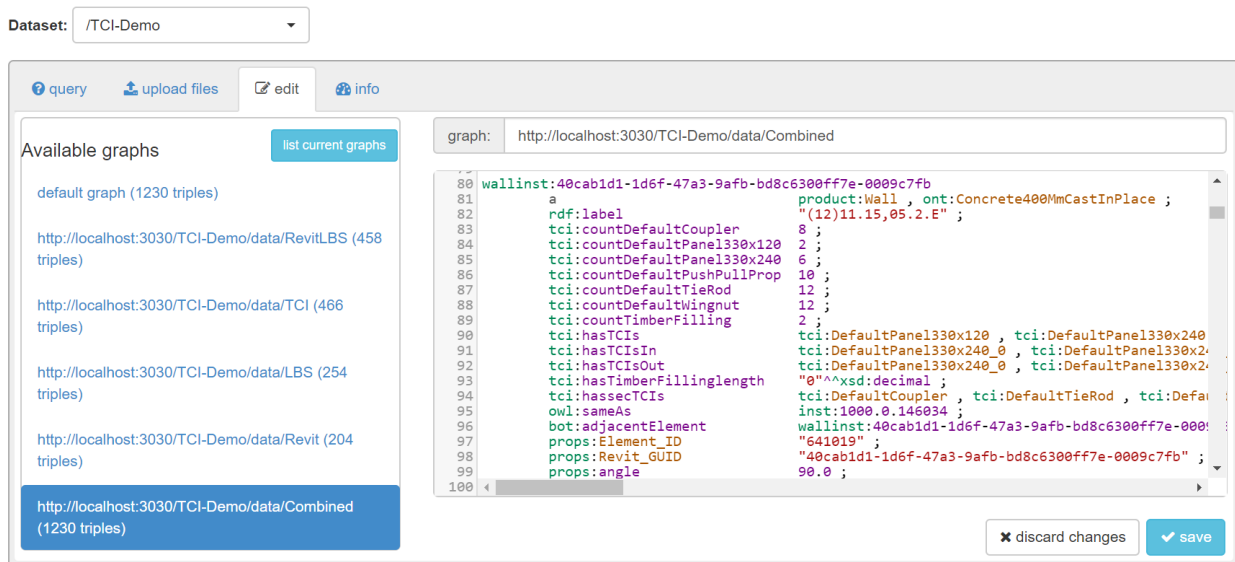 Dataset: /TCI-Demo
query upload files edit info
Available graphs
list current graphs
default graph (1230 triples)
http://localhost:3030/TCI-Demo/data/RevitLBS (458
triples)
http://localhost:3030/TCI-Demo/data/TCI (466
triples)
http://localhost:3030/TCI-Demo/data/LBS (254
triples)
http://localhost:3030/TCI-Demo/data/Revit (204
triples)
http://localhost:3030/TCI-Demo/data/Combined
(1230 triples)
graph: http://localhost:3030/TCI-Demo/data/Combined
80 wallinst:40cab1d1-1d6f-47a3-9afb-bd8c6300ff7e-0009c7fb
81 a product:Wall , ont:Concrete400MmCastInPlace ;
82 rdf:label "(12)11.15,05.2.E" ;
83 tci:countDefaultCoupler 8 ;
84 tci:countDefaultPanel330x120 2 ;
85 tci:countDefaultPanel330x240 6 ;
86 tci:countDefaultPushPullProp 10 ;
87 tci:countDefaultTieRod 12 ;
88 tci:countDefaultWingnut 12 ;
89 tci:countTimberFilling 2 ;
90 tci:hasTCIs tci:DefaultPanel330x120 , tci:DefaultPanel330x240
91 tci:hasTCIsIn tci:DefaultPanel330x240_0 , tci:DefaultPanel330x24
92 tci:hasTCIsOut tci:DefaultPanel330x240_0 , tci:DefaultPanel330x24
93 tci:hasTimberFillinglength "0"^^xsd:decimal ;
94 tci:hassecTCIs tci:DefaultCoupler , tci:DefaultTieRod , tci:Defau
95 owl:sameAs inst:1000.0.146034 ;
96 bot:adjacentElement wallinst:40cab1d1-1d6f-47a3-9afb-bd8c6300ff7e-0009
97 props:Element_ID "641019" ;
98 props:Revit_GUID "40cab1d1-1d6f-47a3-9afb-bd8c6300ff7e-0009c7fb" ;
99 props:angle 90.0 ;
100
discard changes save